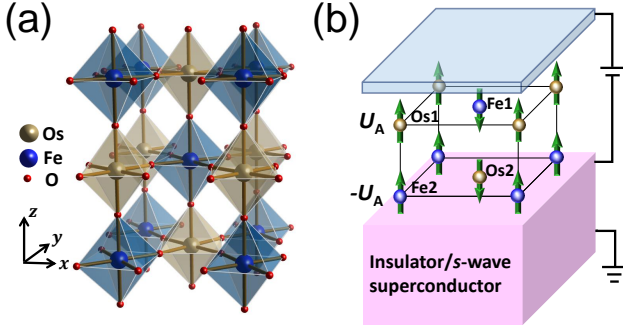 (a)
Os
Fe
O
z
y
x
(b)
Fe1
U_A
Os1
Os2
-U_A
Fe2
Insulator/s-wave
superconductor